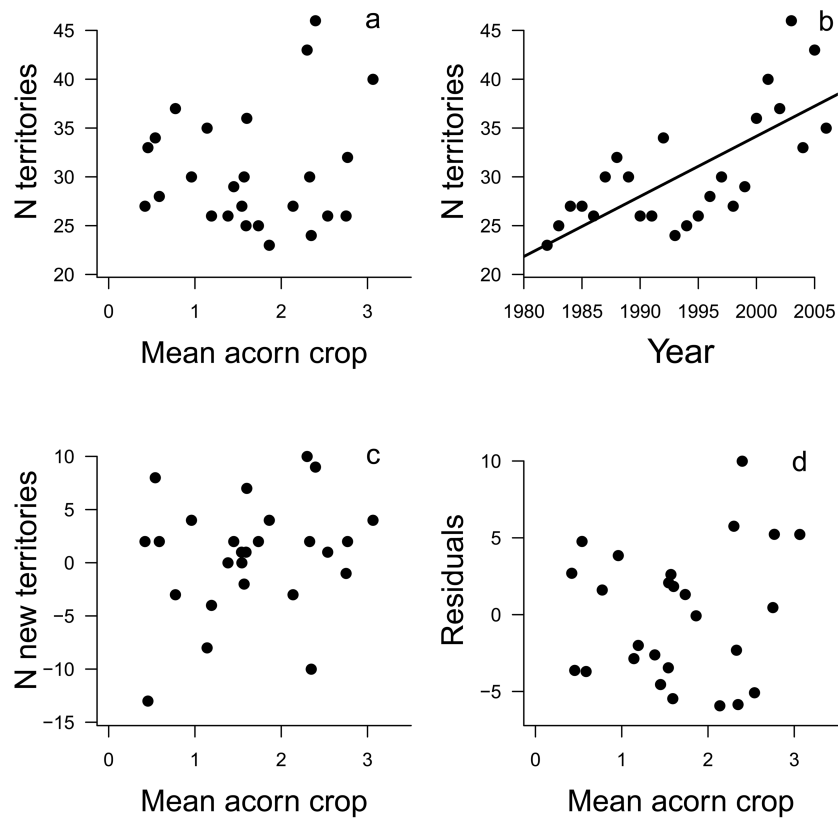 a
45
40
35
30
25
20
N territories
0 1 2 3
Mean acorn crop
b
45
40
35
30
25
20
N territories
1980 1985 1990 1995 2000 2005
Year
c
10
5
0
−5
−10
−15
N new territories
0 1 2 3
Mean acorn crop
d
10
5
0
−5
Residuals
0 1 2 3
Mean acorn crop